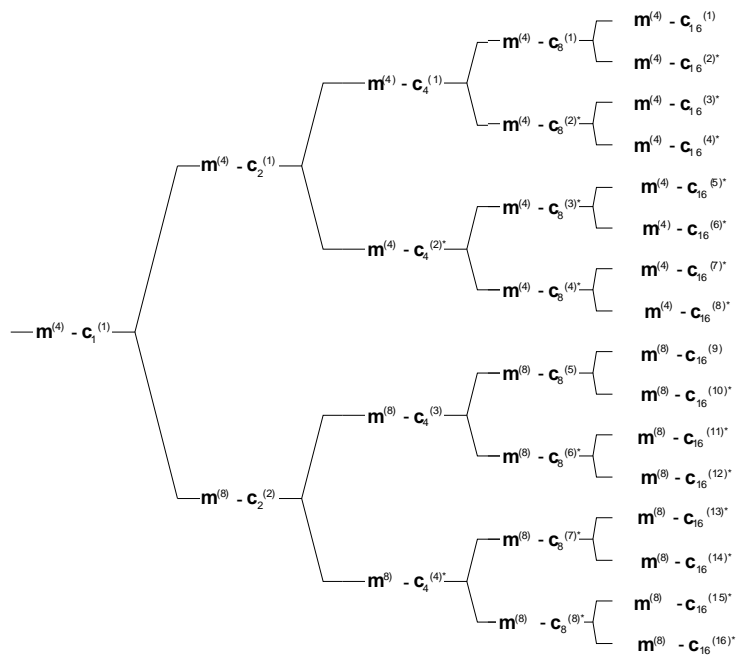 m(4) - c16(1)
m(4) - c8(1)
m(4) - c16(2)*
m(4) - c4(1)
m(4) - c16(3)*
m(4) - c8(2)*
m(4) - c16(4)*
m(4) - c2(1)
m(4) - c16(5)*
m(4) - c8(3)*
m(4) - c16(6)*
m(4) - c4(2)*
m(4) - c16(7)*
m(4) - c8(4)*
m(4) - c16(8)*
m(4) - c1(1)
m(8) - c16(9)
m(8) - c8(5)
m(8) - c16(10)*
m(8) - c4(3)
m(8) - c16(11)*
m(8) - c8(6)*
m(8) - c16(12)*
m(8) - c2(2)
m(8) - c16(13)*
m(8) - c8(7)*
m(8) - c16(14)*
m8) - c4(4)*
m(8) - c16(15)*
m(8) - c8(8)*
m(8) - c16(16)*